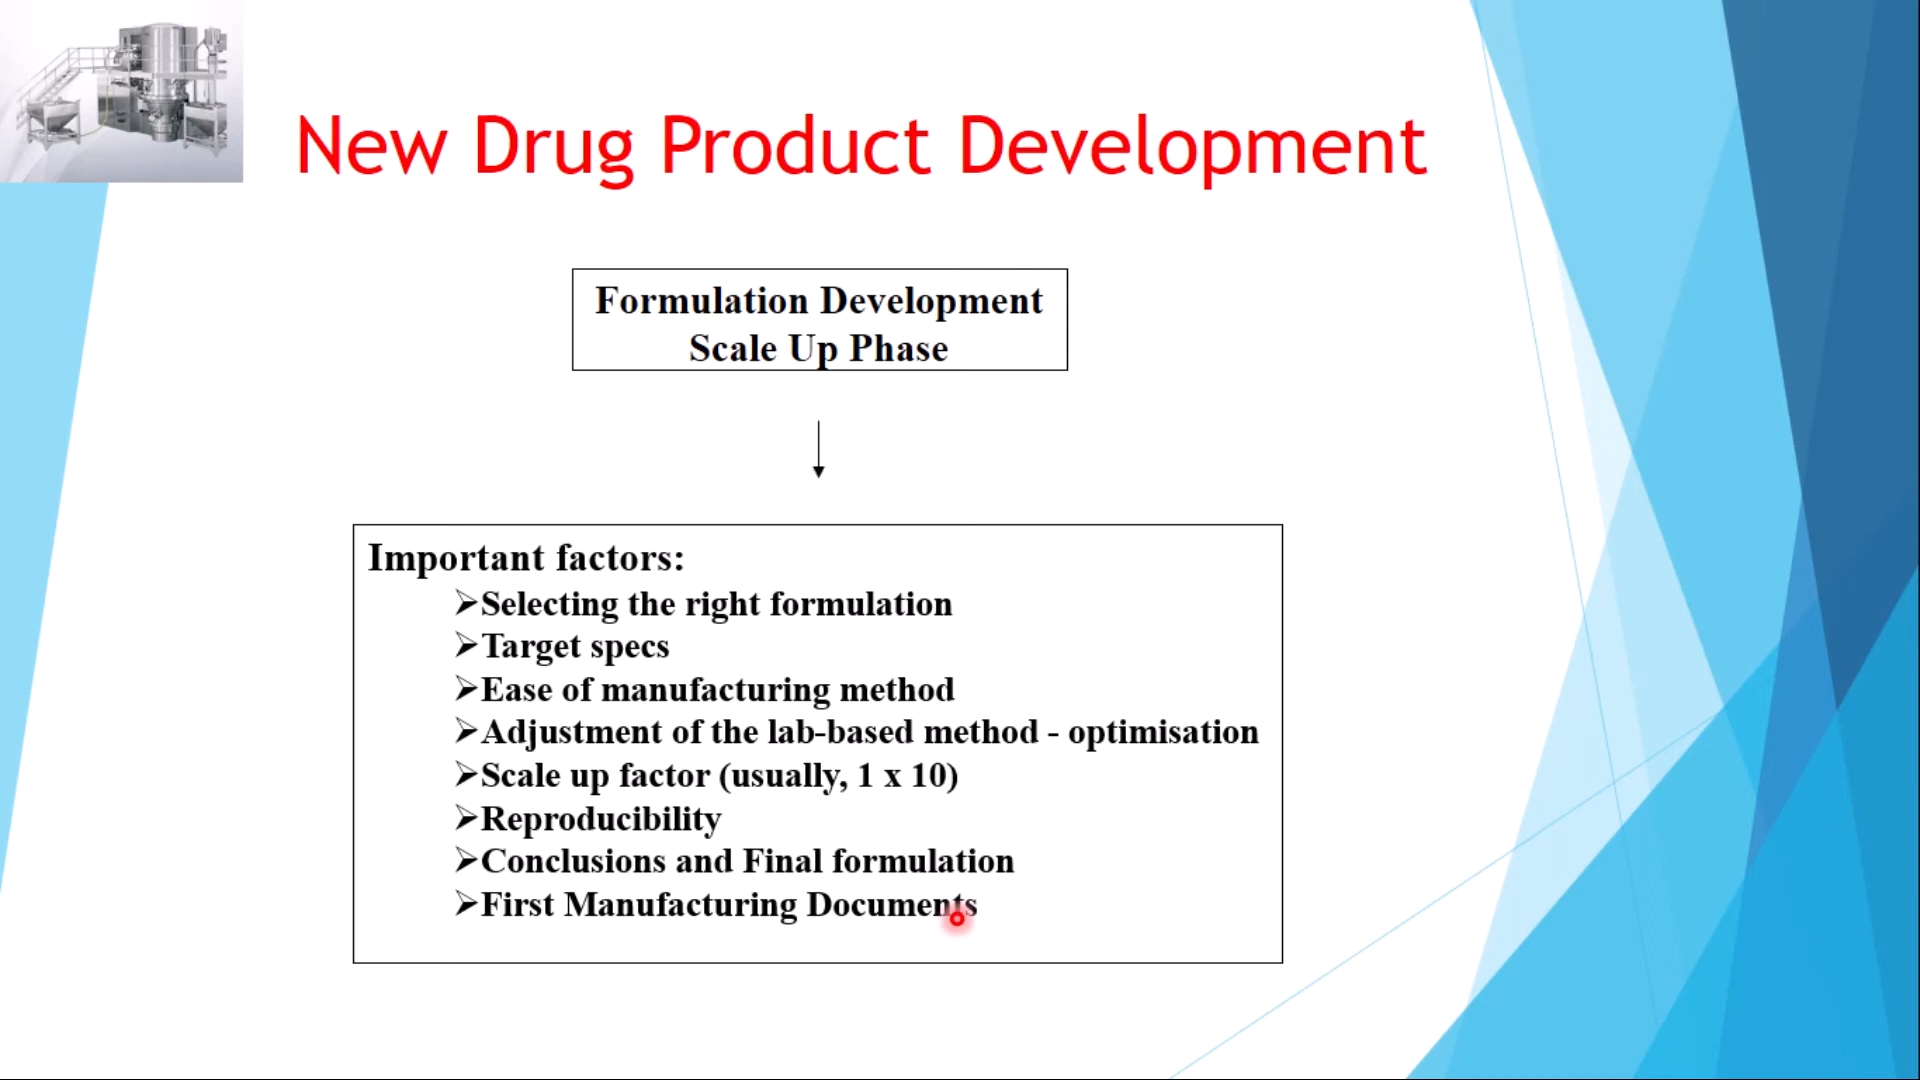 New Drug Product Development
Formulation Development
Scale Up Phase
Important factors:
➢Selecting the right formulation
➢Target specs
➢Ease of manufacturing method
➢Adjustment of the lab-based method - optimisation
➢Scale up factor (usually, 1 x 10)
➢Reproducibility
➢Conclusions and Final formulation
➢First Manufacturing Documents